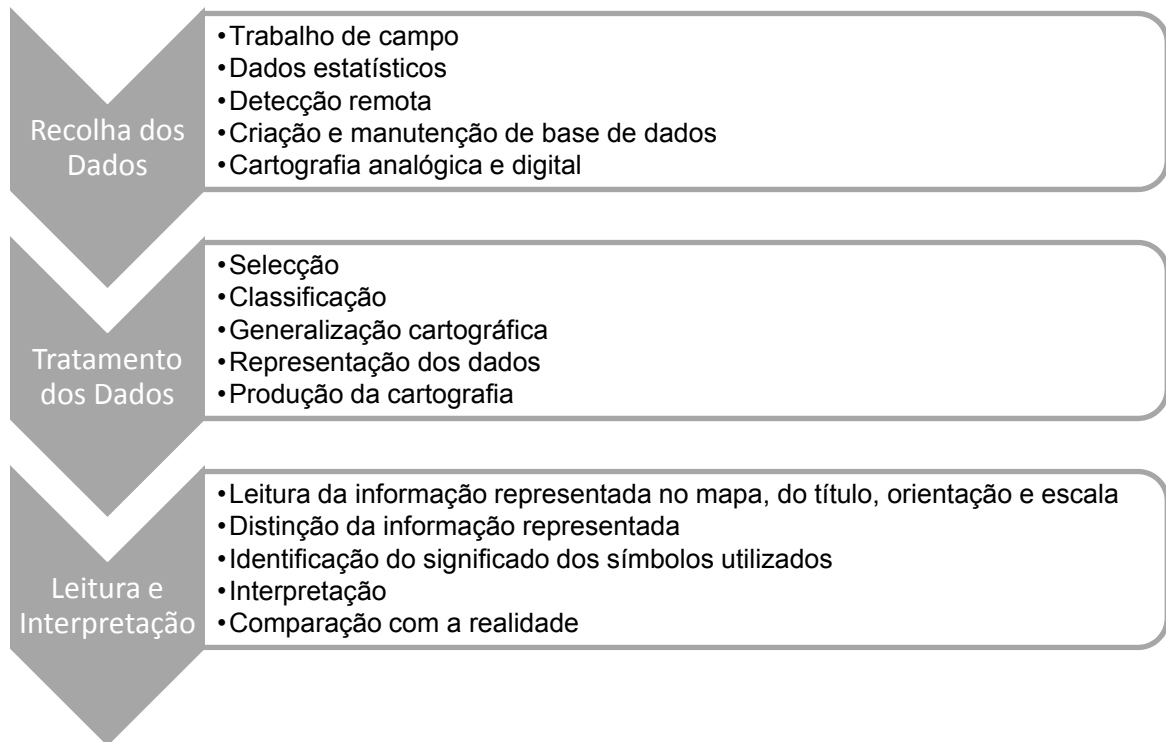 Recolha dos
Dados
•Trabalho de campo
•Dados estatísticos
•Detecção remota
•Criação e manutenção de base de dados
•Cartografia analógica e digital
Tratamento
dos Dados
•Selecção
•Classificação
•Generalização cartográfica
•Representação dos dados
•Produção da cartografia
Leitura e
Interpretação
•Leitura da informação representada no mapa, do título, orientação e escala
•Distinção da informação representada
•Identificação do significado dos símbolos utilizados
•Interpretação
•Comparação com a realidade